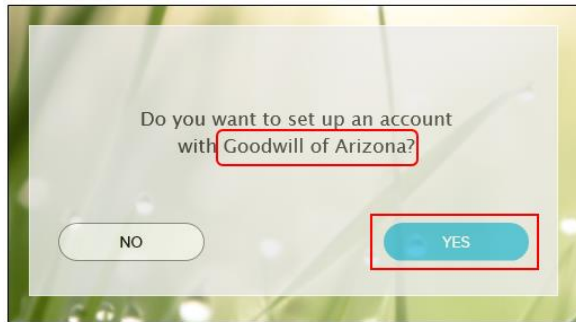 Do you want to set up an account
with Goodwill of Arizona?
NO
YES